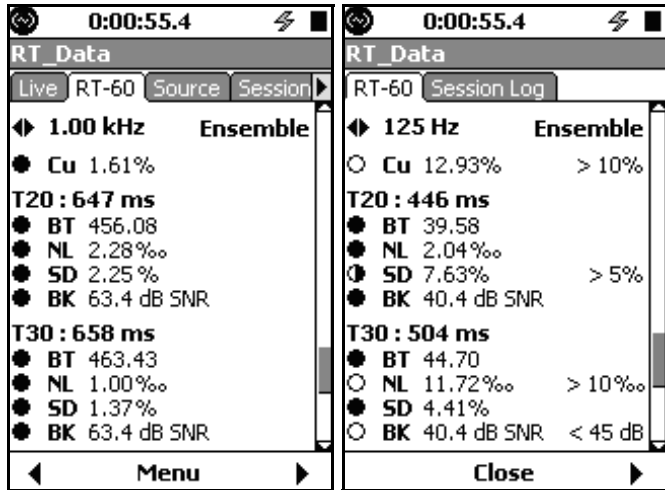 0:00:55.4
RT_Data
Live RT-60 Source Session
1.00 kHz Ensemble
Cu 1.61%
T20 : 647 ms
BT 456.08
NL 2.28‰
SD 2.25 %
BK 63.4 dB SNR
T30 : 658 ms
BT 463.43
NL 1.00‰
SD 1.37%
BK 63.4 dB SNR
Menu
0:00:55.4
RT_Data
RT-60 Session Log
125 Hz Ensemble
Cu 12.93% > 10%
T20 : 446 ms
BT 39.58
NL 2.04‰
SD 7.63% > 5%
BK 40.4 dB SNR
T30 : 504 ms
BT 44.70
NL 11.72‰ > 10‰
SD 4.41%
BK 40.4 dB SNR < 45 dB
Close